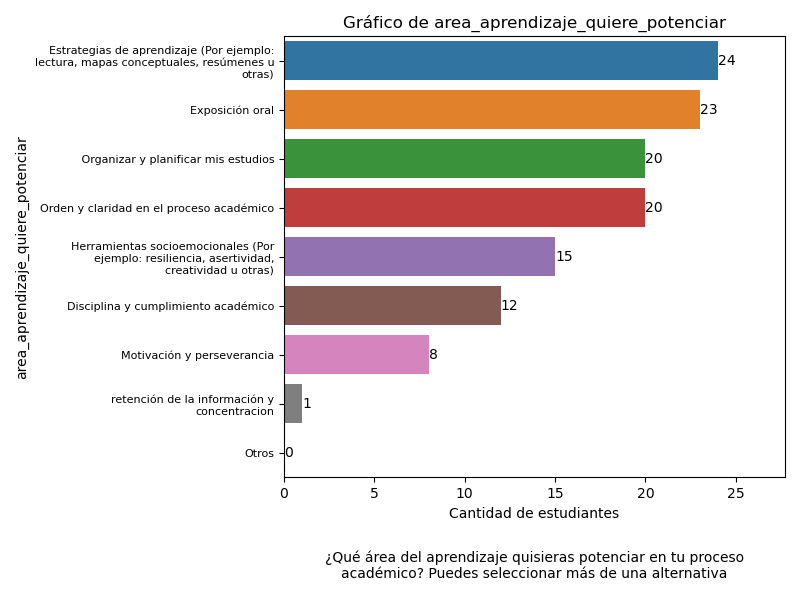 Gráfico de area_aprendizaje_quiere_potenciar
area_aprendizaje_quiere_potenciar
Estrategias de aprendizaje (Por ejemplo:
lectura, mapas conceptuales, resúmenes u
otras)
24
Exposición oral
23
Organizar y planificar mis estudios
20
Orden y claridad en el proceso académico
20
Herramientas socioemocionales (Por
ejemplo: resiliencia, asertividad,
creatividad u otras)
15
Disciplina y cumplimiento académico
12
Motivación y perseverancia
8
retención de la información y
concentracion
1
Otros
0
0 5 10 15 20 25
Cantidad de estudiantes
¿Qué área del aprendizaje quisieras potenciar en tu proceso
académico? Puedes seleccionar más de una alternativa